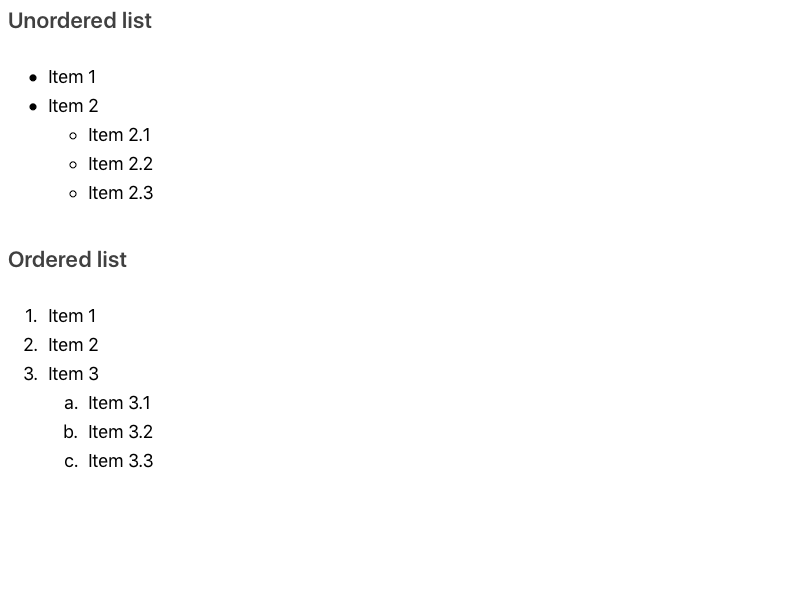 Unordered list
• Item 1
• Item 2
◦ Item 2.1
◦ Item 2.2
◦ Item 2.3
Ordered list
1. Item 1
2. Item 2
3. Item 3
a. Item 3.1
b. Item 3.2
c. Item 3.3